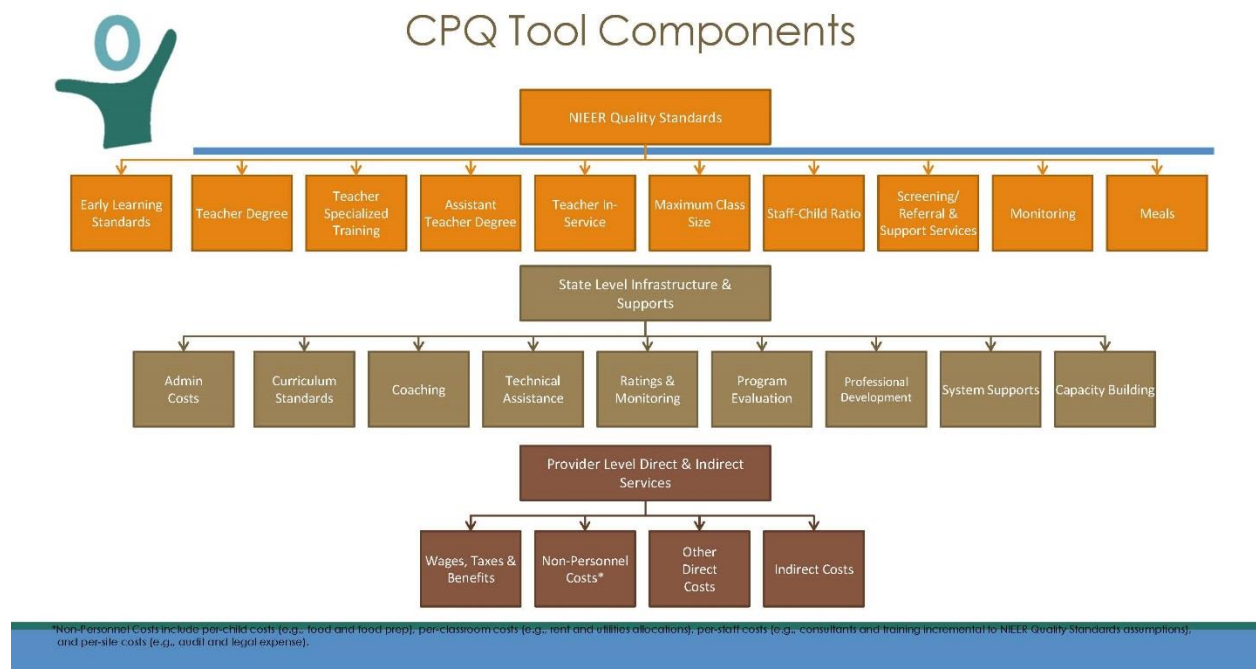 CPQ Tool Components
NIEER Quality Standards
Early Learning
Standards
Teacher Degree
Teacher
Specialized
Training
Assistant
Teacher Degree
Teacher In-
Service
Maximum Class
Size
Staff-Child Ratio
Screening/
Referral &
Support Services
Monitoring
Meals
State Level Infrastructure &
Supports
Admin
Costs
Curriculum
Standards
Coaching
Technical
Assistance
Ratings &
Monitoring
Program
Evaluation
Professional
Development
System Supports
Capacity Building
Provider Level Direct & Indirect
Services
Wages, Taxes &
Benefits
Non-Personnel
Costs*
Other
Direct
Costs
Indirect Costs
*Non-Personnel Costs include per-child costs (e.g., food and food prep), per-classroom costs (e.g., rent and utilities allocations), per-staff costs (e.g., consultants and training incremental to NIEER Quality Standards assumptions),
and per-site costs (e.g., audit and legal expense).